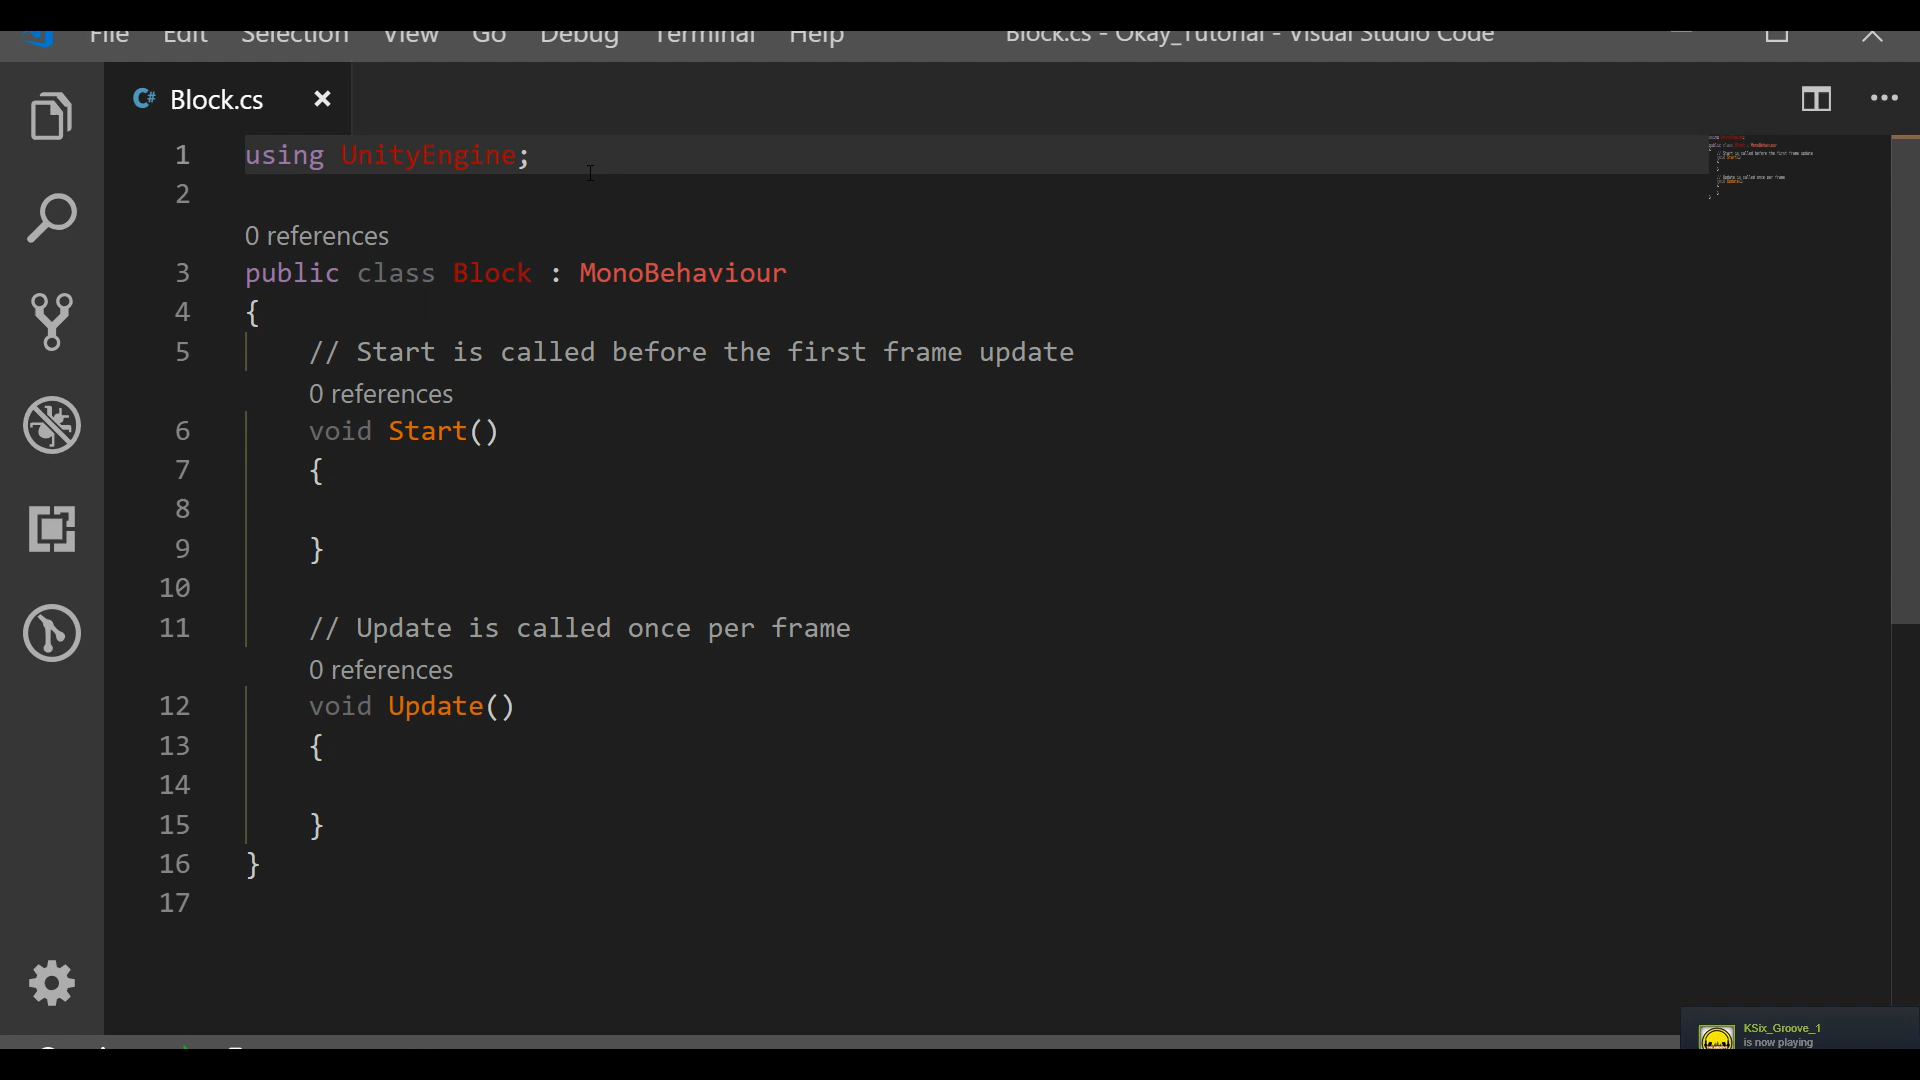 File Edit Selection View Go Debug Terminal Help Block.cs - Okay_Tutorial - Visual Studio Code
C# Block.cs ×
1 using UnityEngine;
2
0 references
3 public class Block : MonoBehaviour
4 {
5 // Start is called before the first frame update
0 references
6 void Start()
7 {
8
9 }
10
11 // Update is called once per frame
0 references
12 void Update()
13 {
14
15 }
16 }
17
KSix_Groove_1
is now playing